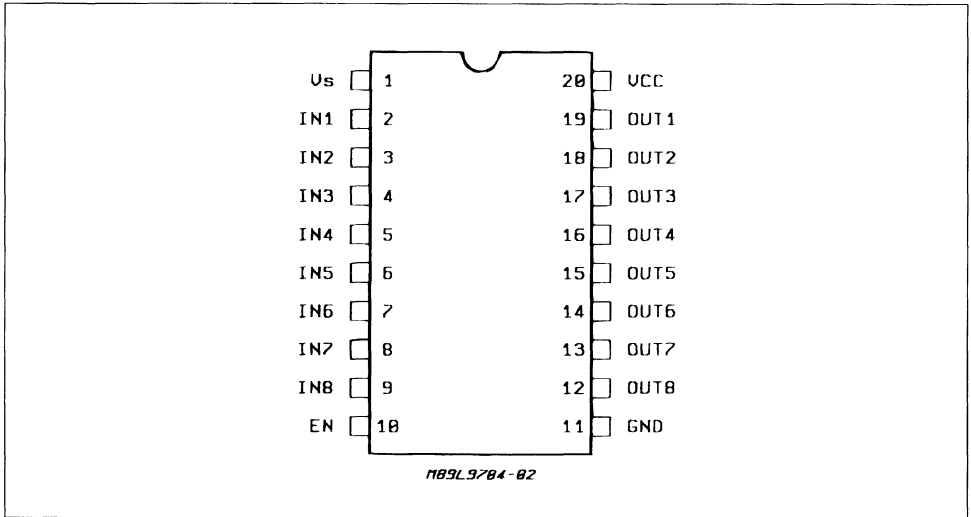 Vs 1 20 VCC
IN1 2 19 OUT1
IN2 3 18 OUT2
IN3 4 17 OUT3
IN4 5 16 OUT4
IN5 6 15 OUT5
IN6 7 14 OUT6
IN7 8 13 OUT7
IN8 9 12 OUT8
EN 10 11 GND
M89L9704-02